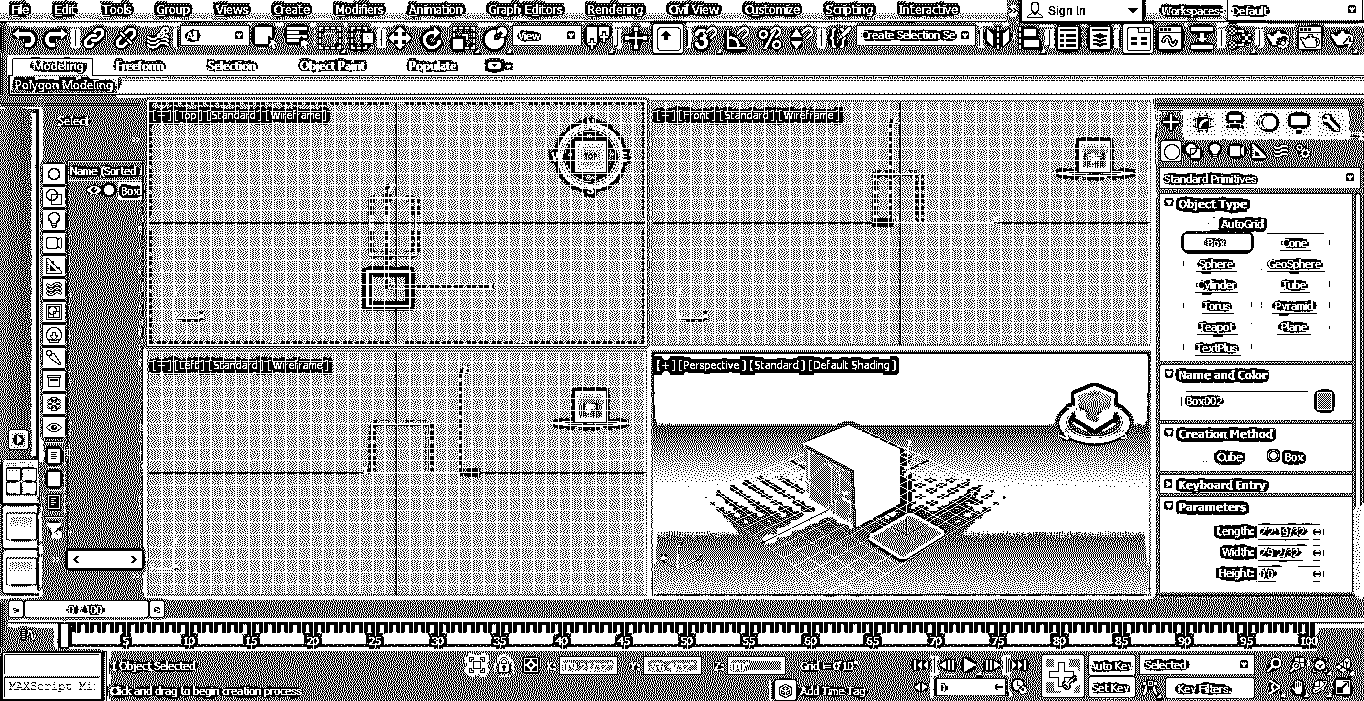 File Edit Tools Group Views Create Modifiers Animation Graph Editors Rendering Civil View Customize Scripting Interactive Sign In Workspaces: Default
All View Create Selection Se
Modeling Freeform Selection Object Paint Populate
Polygon Modeling
Select
Name (Sorted
Box
[+] [Top] [Standard] [Wireframe]
TOP
[+] [Front] [Standard] [Wireframe]
[+] [Left] [Standard] [Wireframe]
[+] [Perspective] [Standard] [Default Shading]
Standard Primitives
Object Type
AutoGrid
Box Cone
Sphere GeoSphere
Cylinder Tube
Torus Pyramid
Teapot Plane
TextPlus
Name and Color
Box002
Creation Method
Cube Box
Keyboard Entry
Parameters
Length:
Width:
Height:
0 / 100
5 10 15 20 25 30 35 40 45 50 55 60 65 70 75 80 85 90 95 100
1 Object Selected
X: Y: Z:
Auto Key Selected
MAXScript Mi
Click and drag to begin creation process
Add Time Tag
Set Key Key Filters...